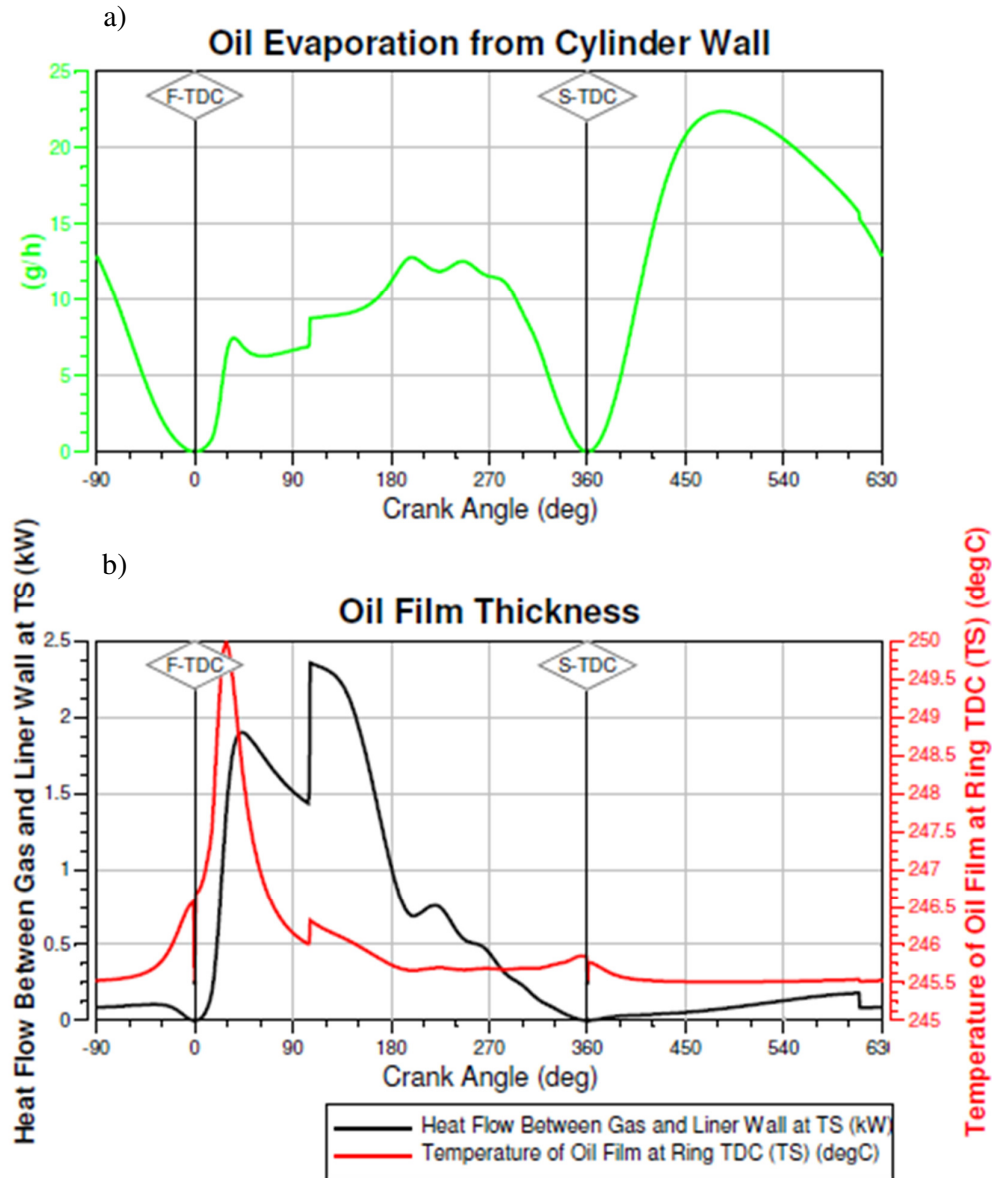 a)
Oil Evaporation from Cylinder Wall
25
20
15
10
5
0
(g/h)
F-TDC
S-TDC
-90 0 90 180 270 360 450 540 630
Crank Angle (deg)
b)
Oil Film Thickness
Heat Flow Between Gas and Liner Wall at TS (kW)
2.5
2
1.5
1
0.5
0
F-TDC
S-TDC
250
249.5
249
248.5
248
247.5
247
246.5
246
245.5
245
Temperature of Oil Film at Ring TDC (TS) (degC)
-90 0 90 180 270 360 450 540 630
Crank Angle (deg)
Heat Flow Between Gas and Liner Wall at TS (kW)
Temperature of Oil Film at Ring TDC (TS) (degC)